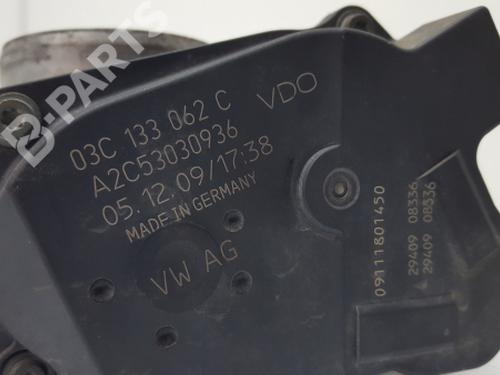 B-PARTS
03C 133 062 C VDO
A2C53030936
05.12.09/17:38
MADE IN GERMANY
VW AG
09111801450
29409 08336
29409 08336